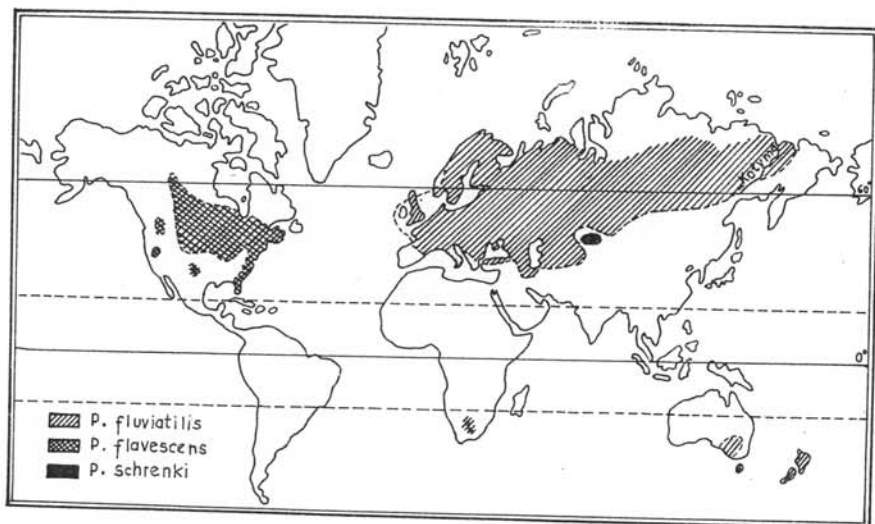 Kolyma
60°
0°
P. fluviatilis
P. flavescens
P. schrenki